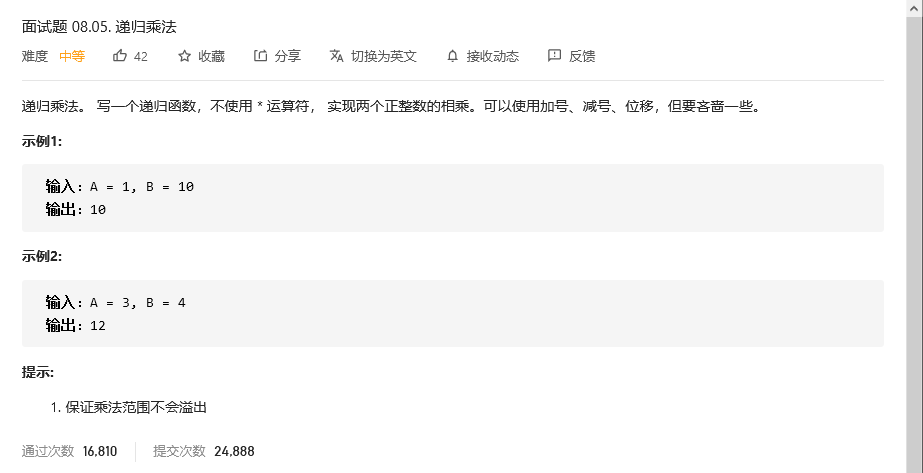 面试题 08.05. 递归乘法
难度 中等 42 收藏 分享 切换为英文 接收动态 反馈
递归乘法。 写一个递归函数，不使用 * 运算符， 实现两个正整数的相乘。可以使用加号、减号、位移，但要吝啬一些。
示例1:
输入：A = 1, B = 10
输出：10
示例2:
输入：A = 3, B = 4
输出：12
提示:
1. 保证乘法范围不会溢出
通过次数 16,810 提交次数 24,888